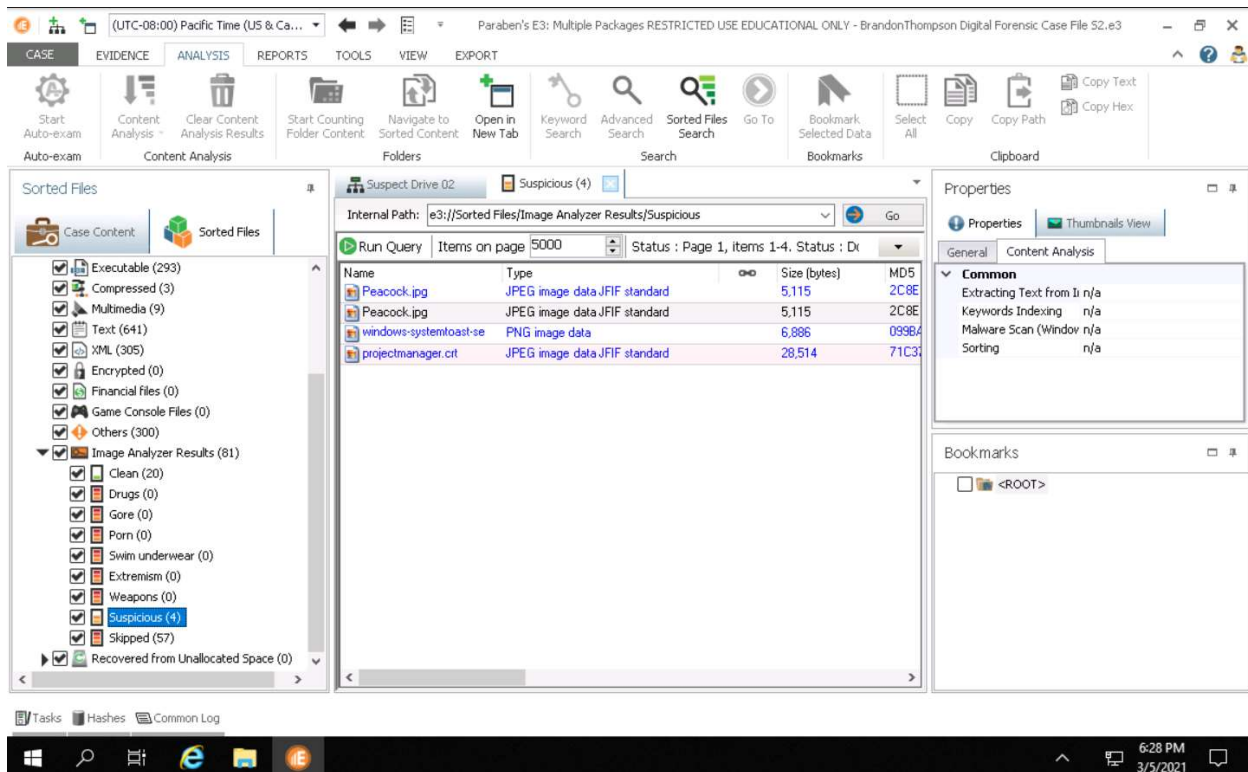 (UTC-08:00) Pacific Time (US & Ca...
Paraben's E3: Multiple Packages RESTRICTED USE EDUCATIONAL ONLY - BrandonThompson Digital Forensic Case File S2.e3
CASE EVIDENCE ANALYSIS REPORTS TOOLS VIEW EXPORT
Start Auto-exam
Content Analysis
Clear Content Analysis Results
Start Counting Folder Content
Navigate to Sorted Content
Open in New Tab
Keyword Search
Advanced Search
Sorted Files Search
Go To
Bookmark Selected Data
Select All
Copy
Copy Path
Copy Text
Copy Hex
Auto-exam
Content Analysis
Folders
Search
Bookmarks
Clipboard
Sorted Files
Case Content
Sorted Files
Executable (293)
Compressed (3)
Multimedia (9)
Text (641)
XML (305)
Encrypted (0)
Financial files (0)
Game Console Files (0)
Others (300)
Image Analyzer Results (81)
Clean (20)
Drugs (0)
Gore (0)
Porn (0)
Swim underwear (0)
Extremism (0)
Weapons (0)
Suspicious (4)
Skipped (57)
Recovered from Unallocated Space (0)
Suspect Drive 02
Suspicious (4)
Internal Path: e3://Sorted Files/Image Analyzer Results/Suspicious
Go
Run Query Items on page 5000 Status : Page 1, items 1-4. Status : Dc
Name Type Size (bytes) MD5
Peacock.jpg JPEG image data JFIF standard 5,115 2C8E
Peacock.jpg JPEG image data JFIF standard 5,115 2C8E
windows-systemtoast-se PNG image data 6,886 099BA
projectmanager.crt JPEG image data JFIF standard 28,514 71C37
Properties
Properties
Thumbnails View
General
Content Analysis
Common
Extracting Text from I n/a
Keywords Indexing n/a
Malware Scan (Window n/a
Sorting n/a
Bookmarks
<ROOT>
Tasks Hashes Common Log
6:28 PM
3/5/2021